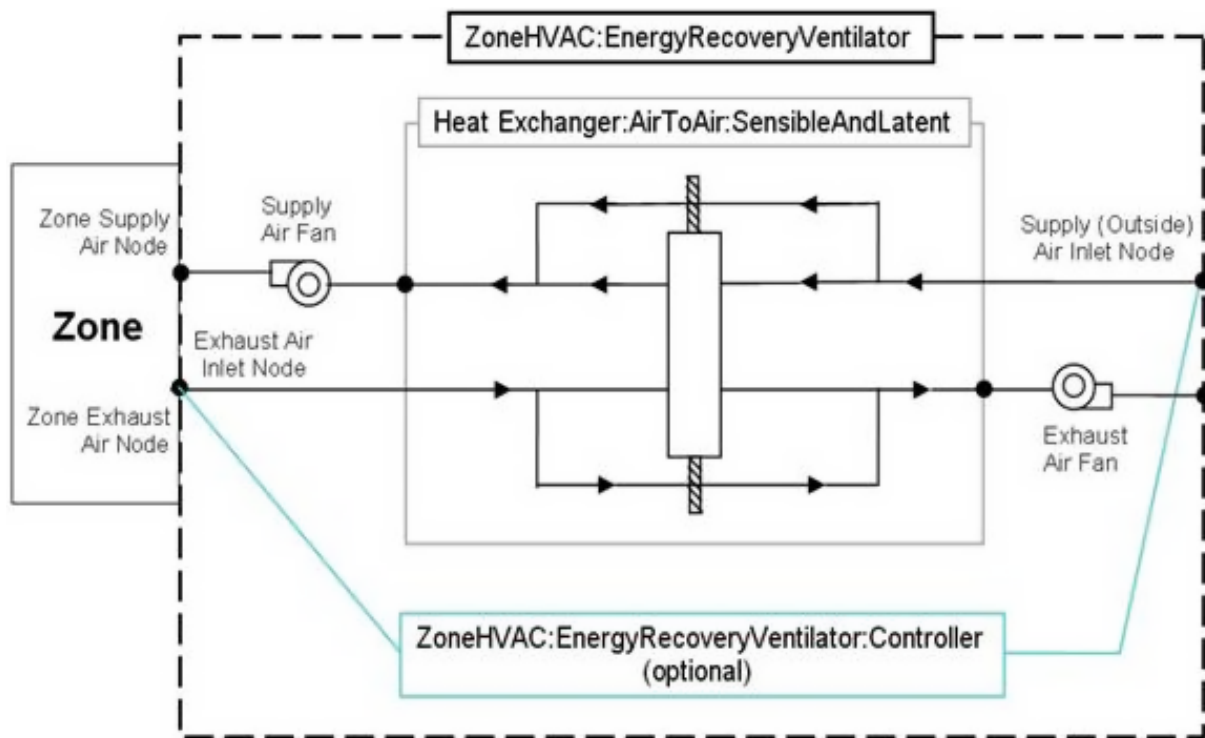 ZoneHVAC:EnergyRecoveryVentilator
Heat Exchanger:AirToAir:SensibleAndLatent
Zone Supply
Air Node
Supply
Air Fan
Supply (Outside)
Air Inlet Node
Zone
Exhaust Air
Inlet Node
Zone Exhaust
Air Node
Exhaust
Air Fan
ZoneHVAC:EnergyRecoveryVentilator:Controller
(optional)